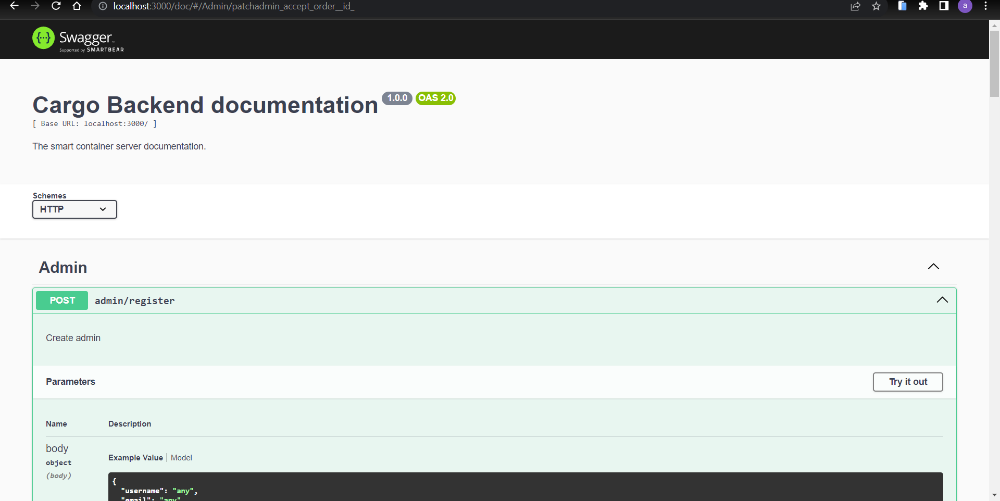 localhost:3000/doc/#/Admin/patchadmin_accept_order__id_
a
Swagger
Supported by SMARTBEAR
Cargo Backend documentation 1.0.0 OAS 2.0
[ Base URL: localhost:3000/ ]
The smart container server documentation.
Schemes
HTTP
Admin
POST admin/register
Create admin
Parameters Try it out
Name Description
body
object
(body)
Example Value | Model
{
"username": "any",
"email": "any"